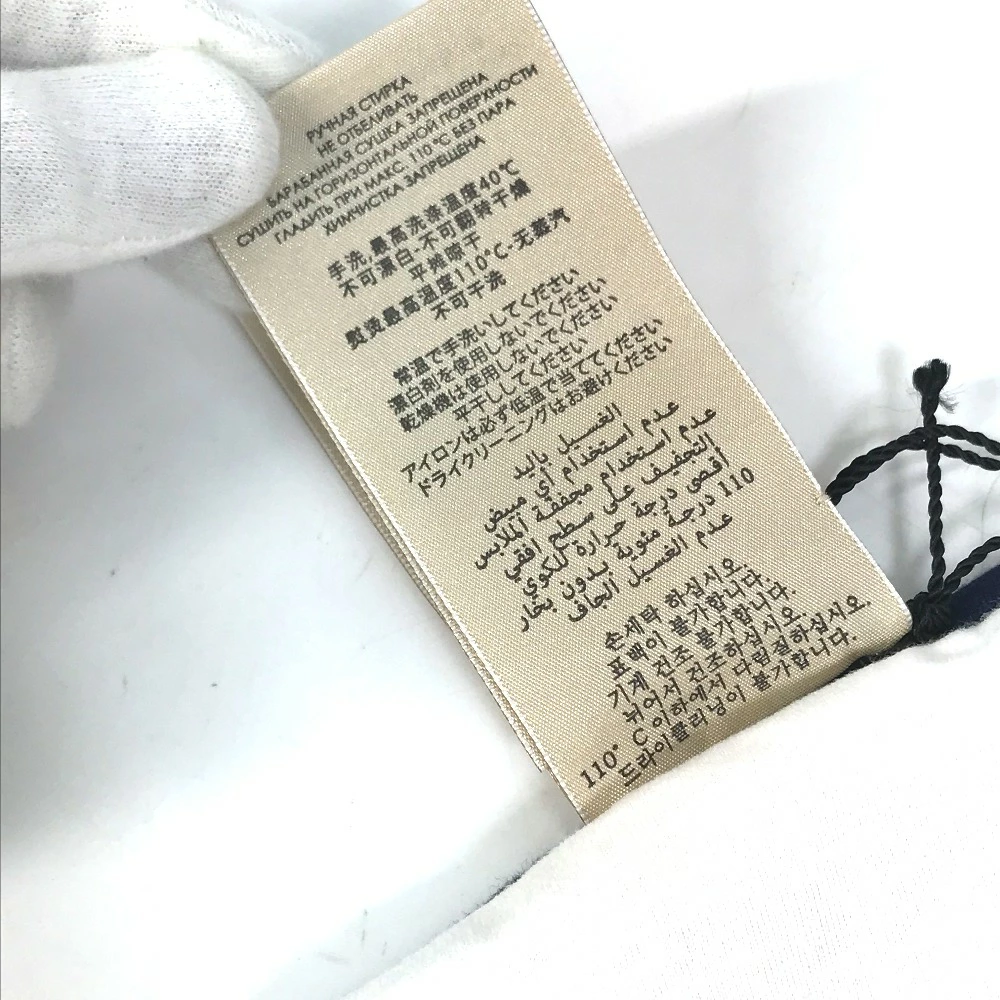 РУЧНАЯ СТИРКА
НЕ ОТБЕЛИВАТЬ
БАРАБАННАЯ СУШКА ЗАПРЕЩЕНА
СУШИТЬ НА ГОРИЗОНТАЛЬНОЙ ПОВЕРХНОСТИ
ГЛАДИТЬ ПРИ МАКС. 110 °C БЕЗ ПАРА
ХИМЧИСТКА ЗАПРЕЩЕНА
手洗,最高洗涤温度40℃
不可漂白-不可翻转干燥
平摊晾干
熨烫最高温度110°C-无蒸汽
不可干洗
常温で手洗いしてください
漂白剤を使用しないでください
乾燥機は使用しないでください
平干ししてください
アイロンは必ず低温で当ててください
ドライクリーニングはお避けください
الغسيل باليد
عدم استخدام أي مبيض
عدم استخدام مجففة الملابس
التجفيف على سطح افقي
أقصى درجة حرارة للكوي
110 درجة مئوية بدون بخار
عدم الغسيل الجاف
손세탁 하십시오.
표백이 불가합니다.
기계 건조 불가합니다.
뉘어서 건조하십시오.
110° C 이하에서 다림질하십시오.
드라이클리닝이 불가합니다.